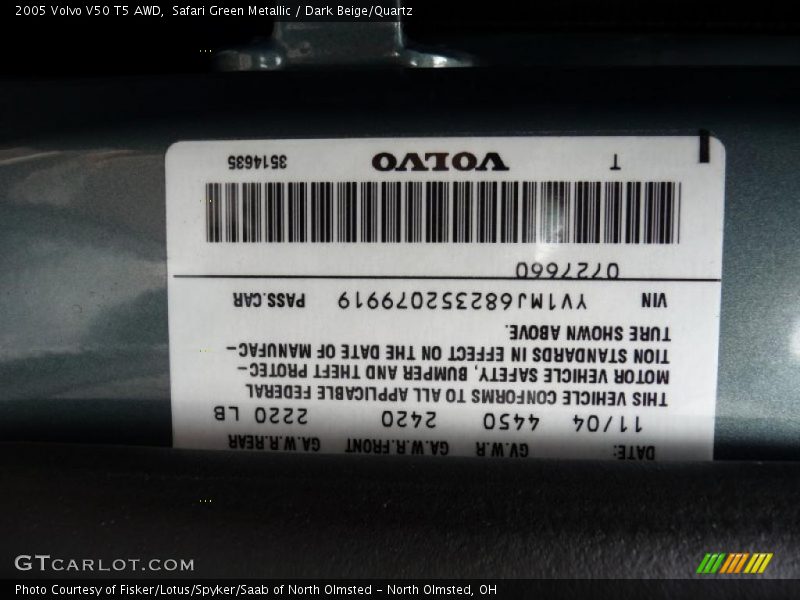 2005 Volvo V50 T5 AWD, Safari Green Metallic / Dark Beige/Quartz
DATE: GV.W.R GA.W.R.FRONT GA.W.R.REAR
11/04 4450 2420 2220 LB
THIS VEHICLE CONFORMS TO ALL APPLICABLE FEDERAL
MOTOR VEHICLE SAFETY, BUMPER AND THEFT PROTEC-
TION STANDARDS IN EFFECT ON THE DATE OF MANUFAC-
TURE SHOWN ABOVE.
VIN YV1MJ682352079919 PASS.CAR
0727660
T VOLVO 3514635
GTCARLOT.COM
Photo Courtesy of Fisker/Lotus/Spyker/Saab of North Olmsted - North Olmsted, OH